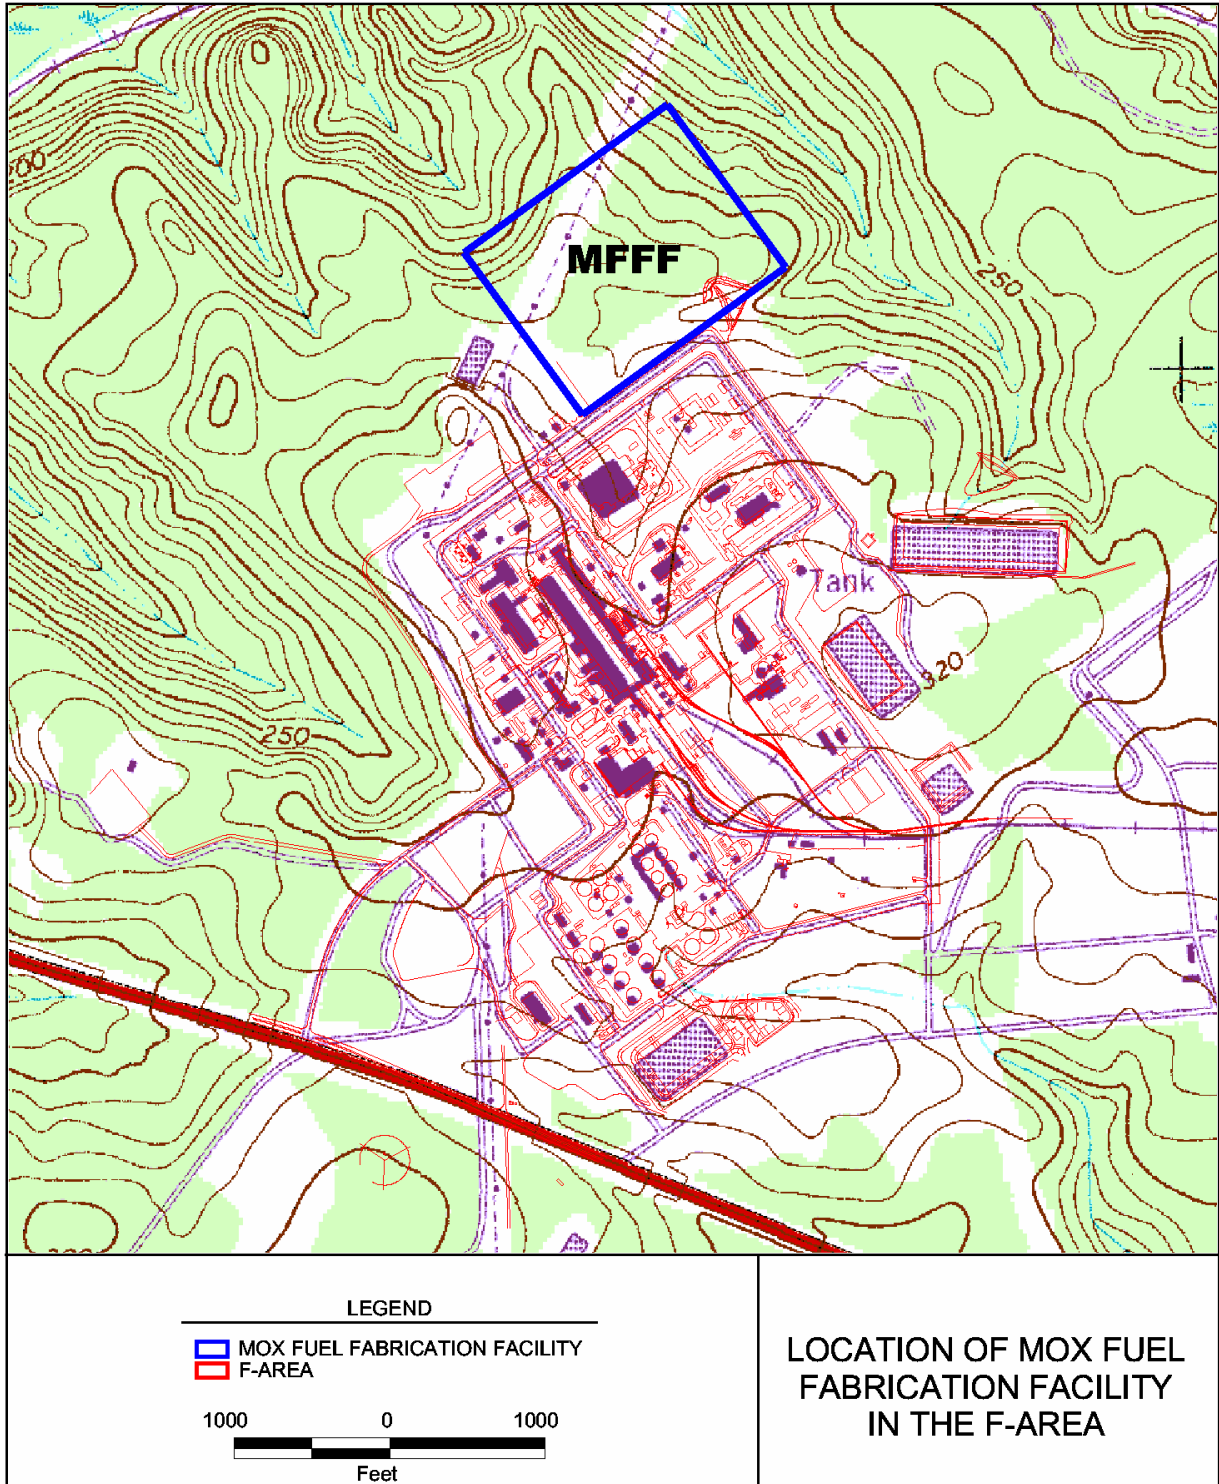 MFFF
250
Tank
320
250
LEGEND
MOX FUEL FABRICATION FACILITY
F-AREA
1000 0 1000
Feet
LOCATION OF MOX FUEL
FABRICATION FACILITY
IN THE F-AREA